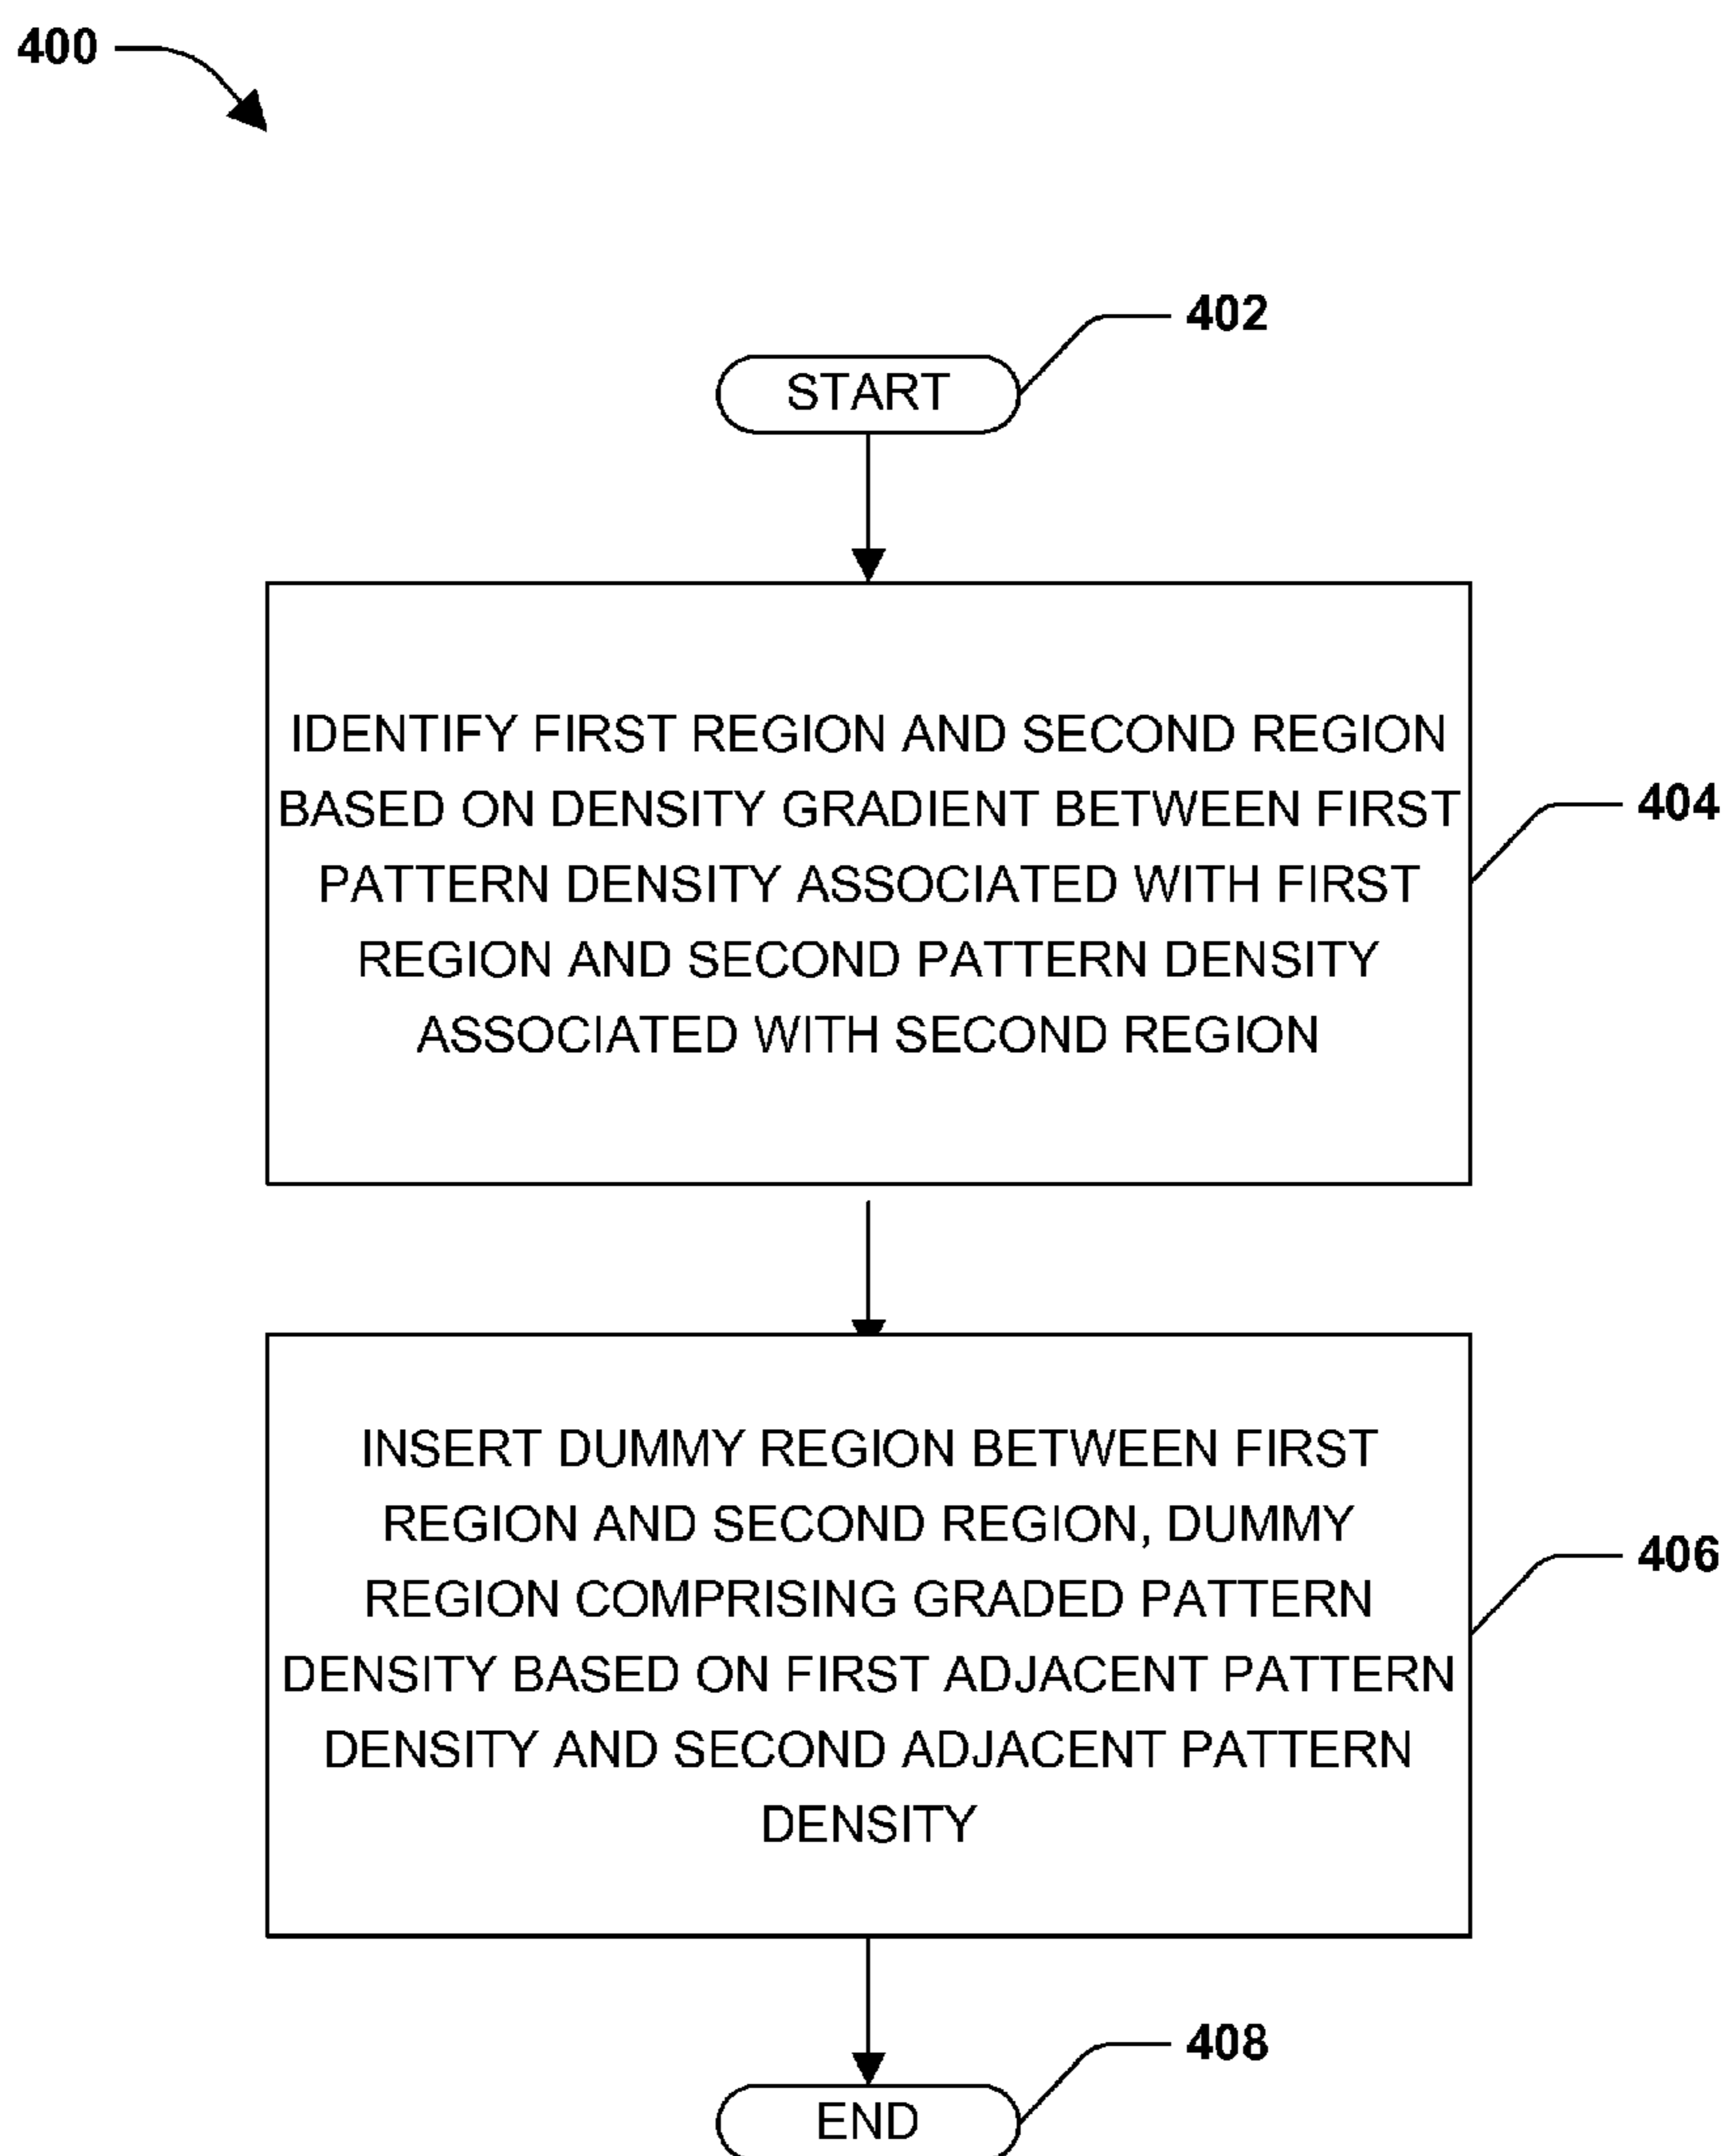 400
402
START
IDENTIFY FIRST REGION AND SECOND REGION
BASED ON DENSITY GRADIENT BETWEEN FIRST
PATTERN DENSITY ASSOCIATED WITH FIRST
REGION AND SECOND PATTERN DENSITY
ASSOCIATED WITH SECOND REGION
404
INSERT DUMMY REGION BETWEEN FIRST
REGION AND SECOND REGION, DUMMY
REGION COMPRISING GRADED PATTERN
DENSITY BASED ON FIRST ADJACENT PATTERN
DENSITY AND SECOND ADJACENT PATTERN
DENSITY
406
408
END